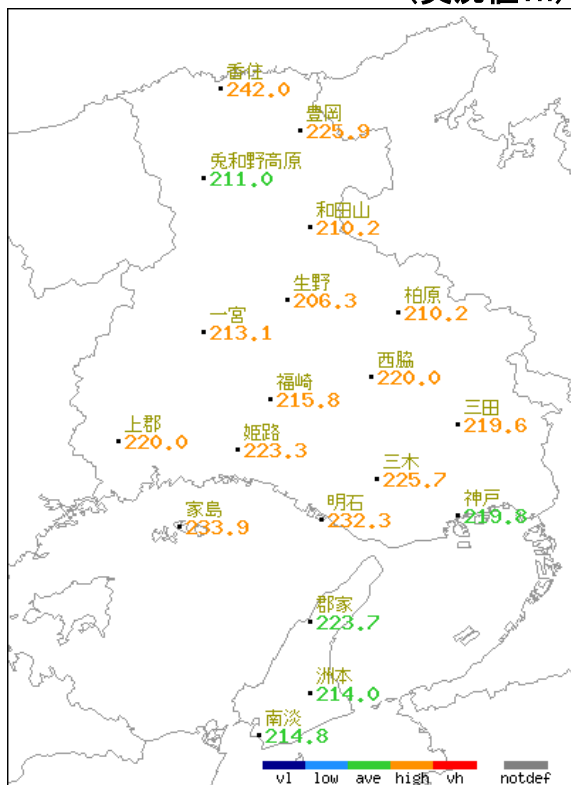 香住
242.0
豊岡
225.9
兎和野高原
211.0
和田山
210.2
生野
206.3
柏原
210.2
一宮
213.1
西脇
220.0
福崎
215.8
三田
219.6
上郡
220.0
姫路
223.3
三木
225.7
神戸
219.8
家島
233.9
明石
232.3
郡家
223.7
洲本
214.0
南淡
214.8
vl low ave high vh notdef